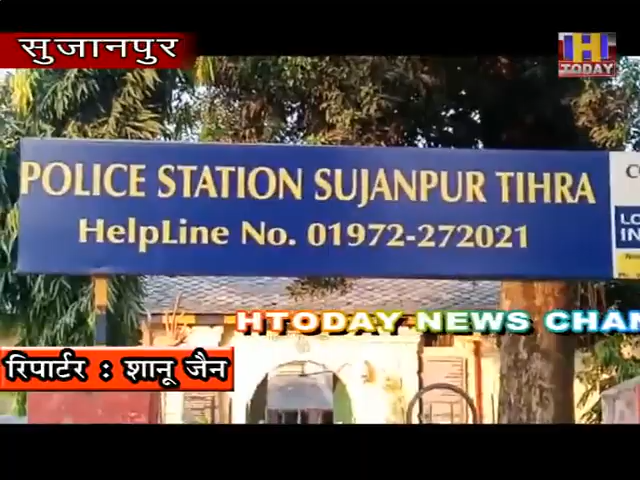 सुजानपुर
H
TODAY
POLICE STATION SUJANPUR TIHRA
HelpLine No. 01972-272021
HTODAY NEWS CHAN
रिपार्टर : शानू जैन